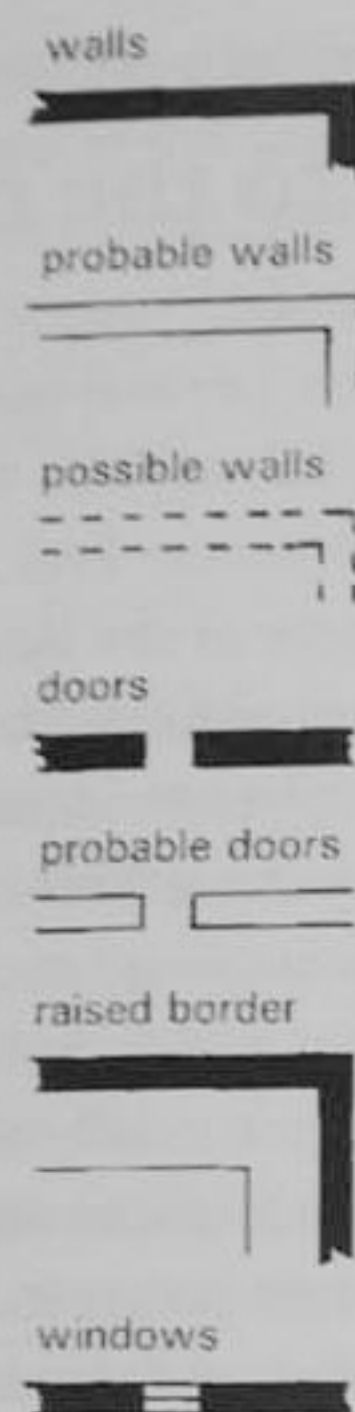 walls
probable walls
possible walls
doors
probable doors
raised border
windows